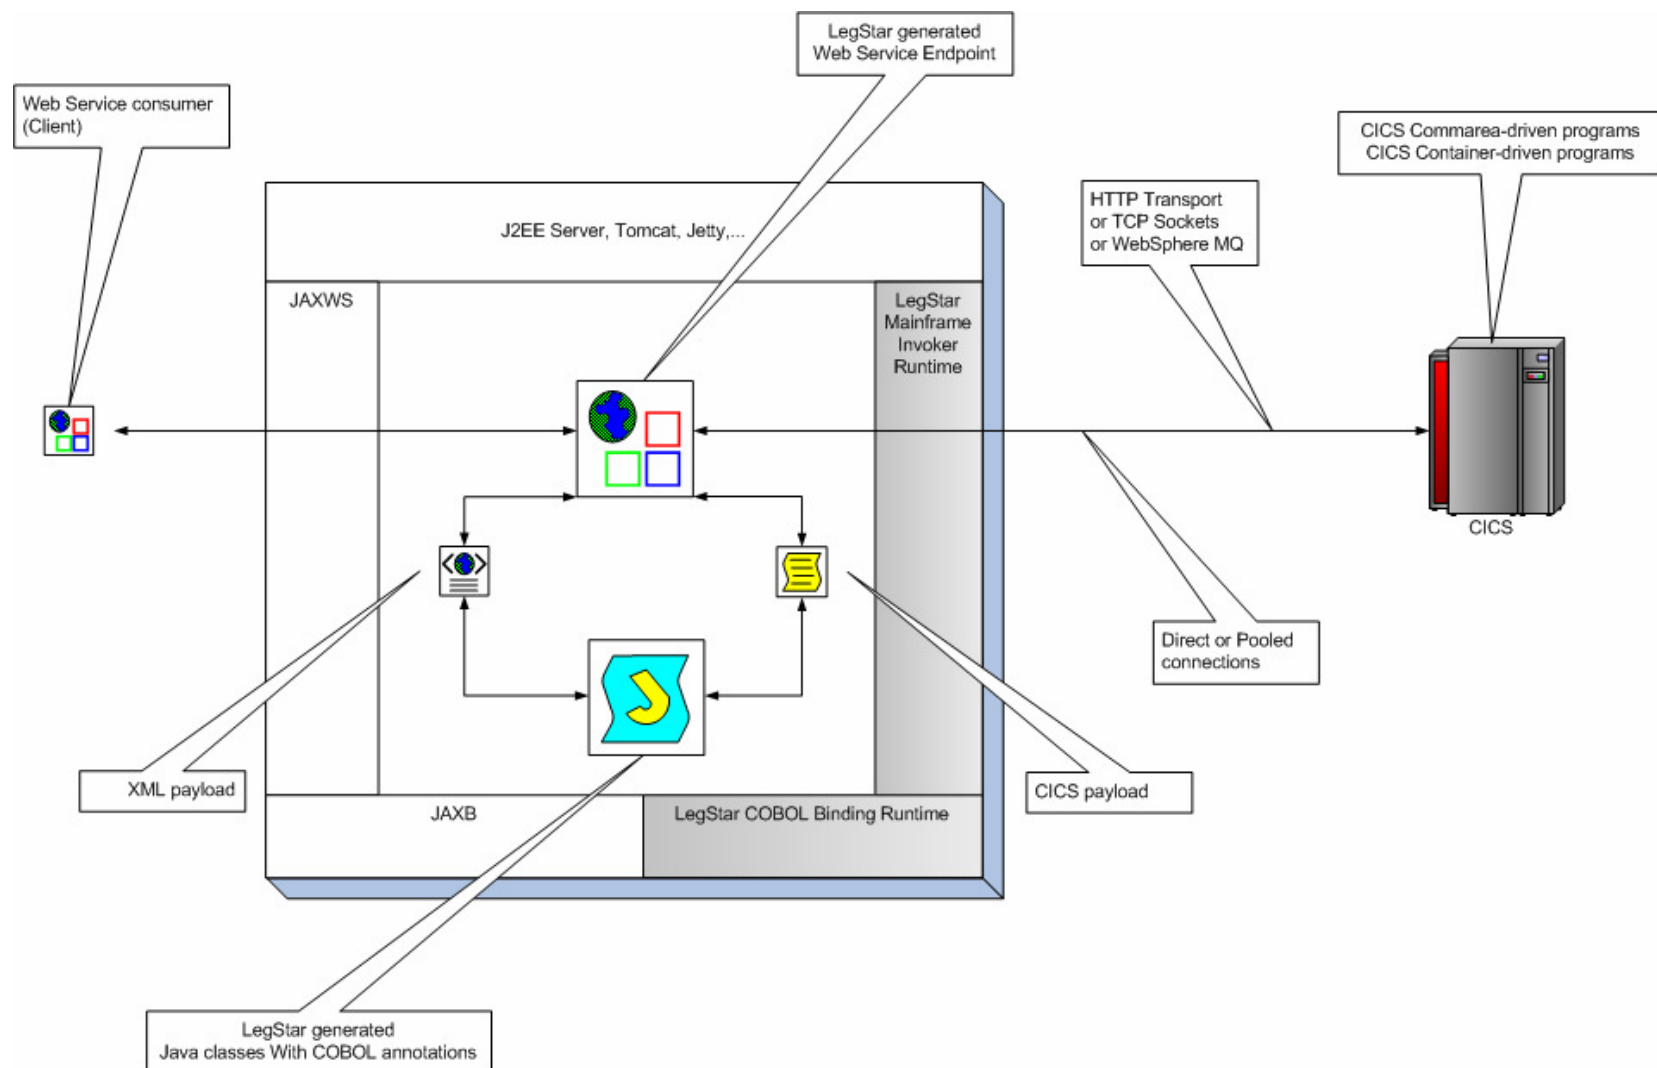 LegStar generated
Web Service Endpoint
Web Service consumer
(Client)
CICS Commarea-driven programs
CICS Container-driven programs
HTTP Transport
or TCP Sockets
or WebSphere MQ
J2EE Server, Tomcat, Jetty,...
JAXWS
LegStar
Mainframe
Invoker
Runtime
CICS
Direct or Pooled
connections
XML payload
CICS payload
JAXB
LegStar COBOL Binding Runtime
LegStar generated
Java classes With COBOL annotations